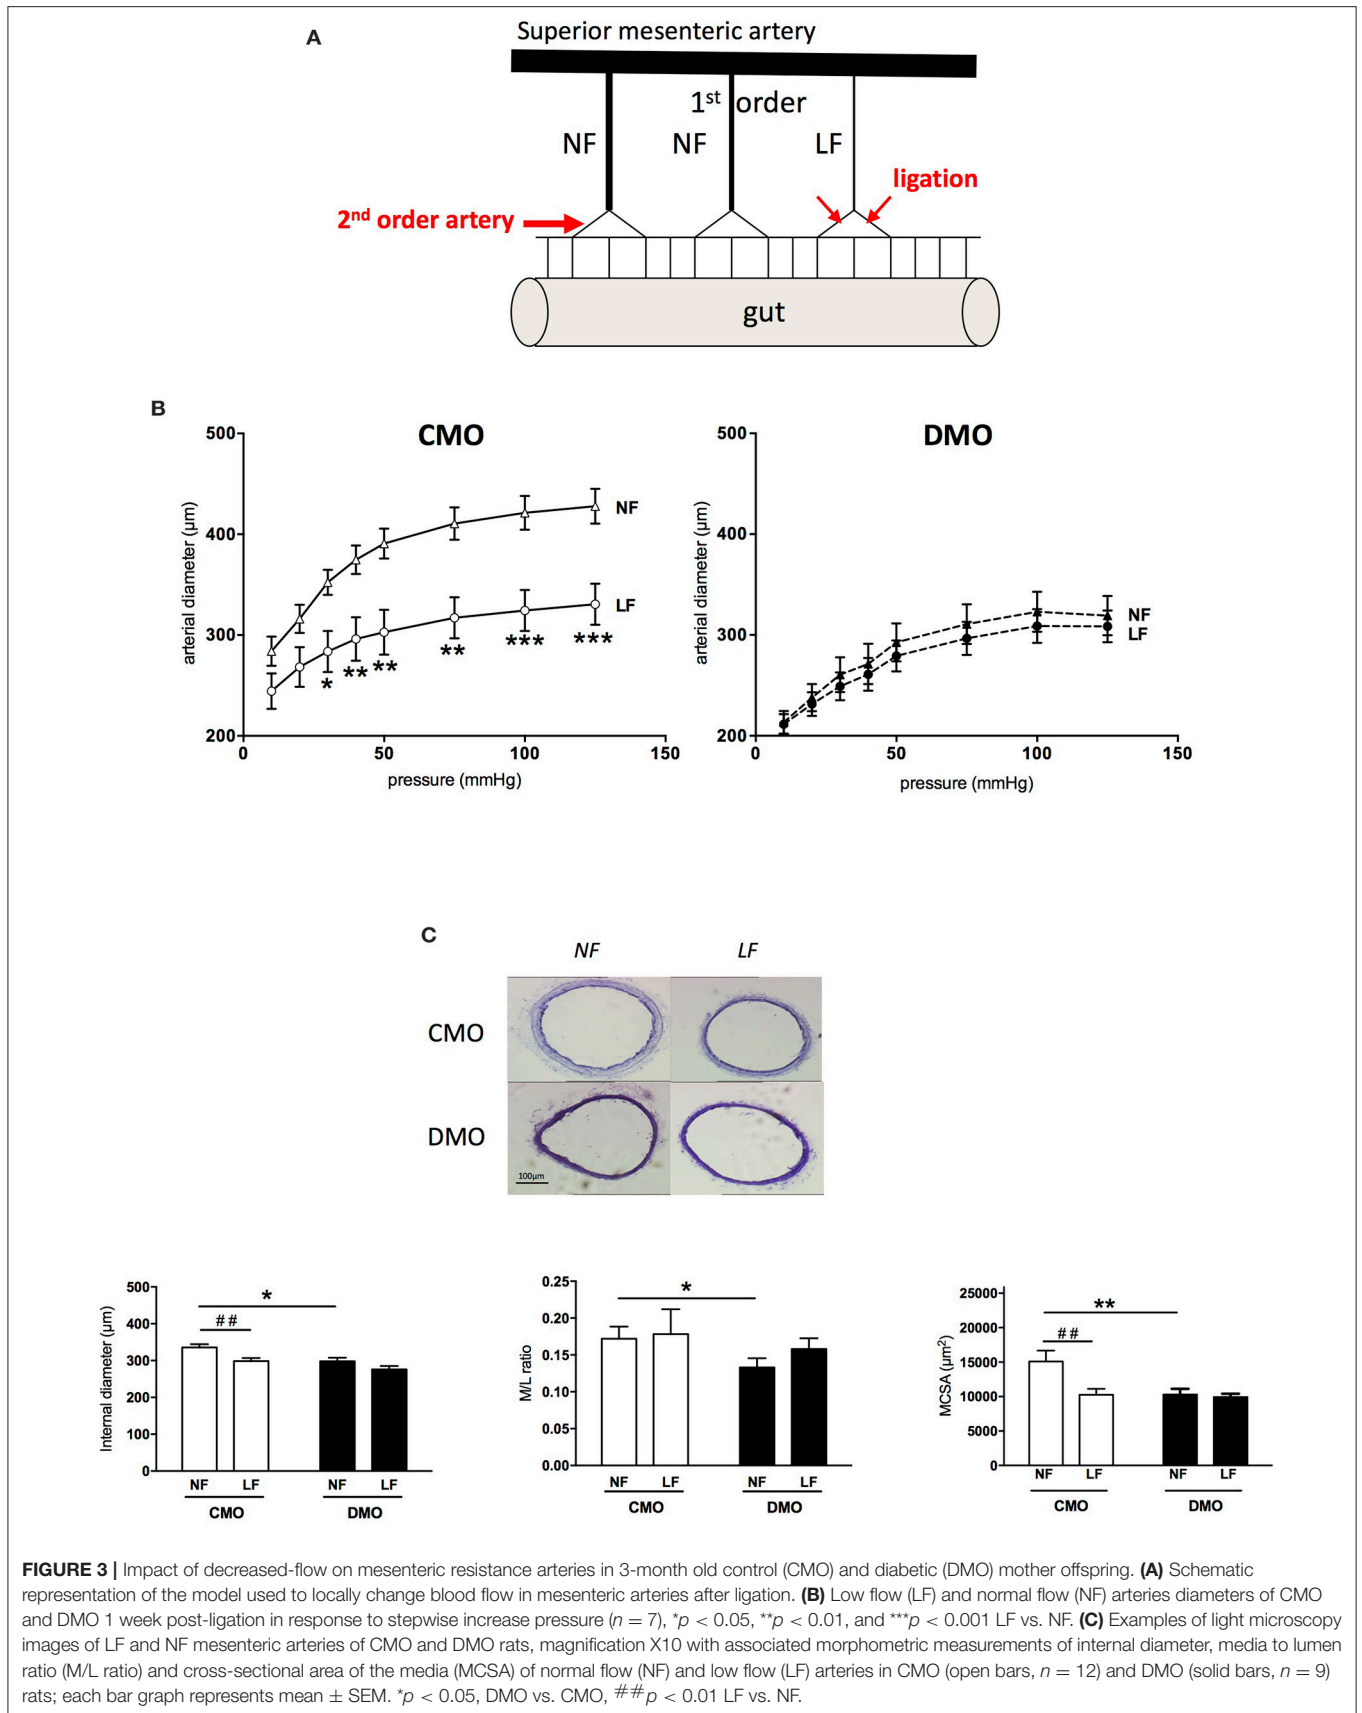 A
Superior mesenteric artery
1st order
NF
NF
LF
ligation
2nd order artery
gut
B
CMO
500
400
300
200
0
50
100
150
arterial diameter (µm)
pressure (mmHg)
NF
LF
*
**
**
**
***
***
DMO
500
400
300
200
0
50
100
150
arterial diameter (µm)
pressure (mmHg)
NF
LF
C
NF
LF
CMO
DMO
100µm
Internal diameter (µm)
500
400
300
200
100
0
*
##
NF
LF
NF
LF
CMO
DMO
M/L ratio
0.25
0.20
0.15
0.10
0.05
0.00
*
NF
LF
NF
LF
CMO
DMO
MCSA (µm²)
25000
20000
15000
10000
5000
0
**
##
NF
LF
NF
LF
CMO
DMO
FIGURE 3 | Impact of decreased-flow on mesenteric resistance arteries in 3-month old control (CMO) and diabetic (DMO) mother offspring. (A) Schematic
representation of the model used to locally change blood flow in mesenteric arteries after ligation. (B) Low flow (LF) and normal flow (NF) arteries diameters of CMO
and DMO 1 week post-ligation in response to stepwise increase pressure (n = 7), *p < 0.05, **p < 0.01, and ***p < 0.001 LF vs. NF. (C) Examples of light microscopy
images of LF and NF mesenteric arteries of CMO and DMO rats, magnification X10 with associated morphometric measurements of internal diameter, media to lumen
ratio (M/L ratio) and cross-sectional area of the media (MCSA) of normal flow (NF) and low flow (LF) arteries in CMO (open bars, n = 12) and DMO (solid bars, n = 9)
rats; each bar graph represents mean ± SEM. *p < 0.05, DMO vs. CMO, ##p < 0.01 LF vs. NF.